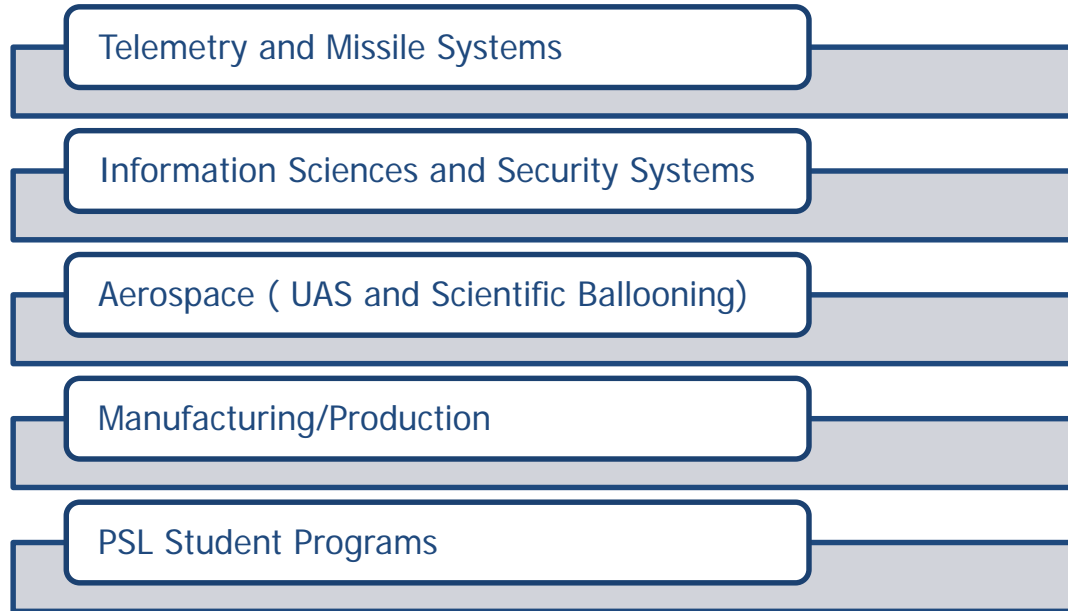 Telemetry and Missile Systems
Information Sciences and Security Systems
Aerospace ( UAS and Scientific Ballooning)
Manufacturing/Production
PSL Student Programs